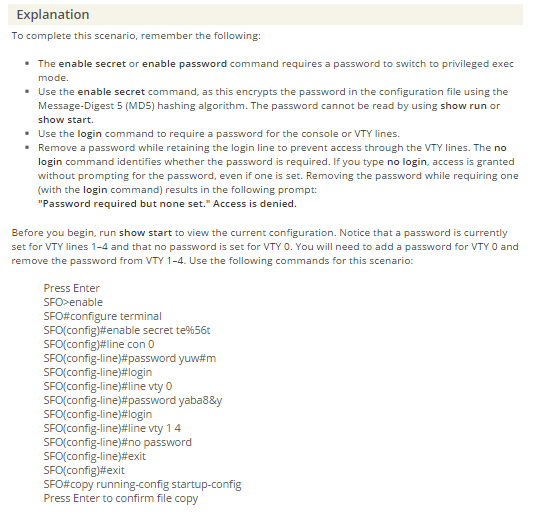 Explanation
To complete this scenario, remember the following:
• The enable secret or enable password command requires a password to switch to privileged exec
mode.
• Use the enable secret command, as this encrypts the password in the configuration file using the
Message-Digest 5 (MD5) hashing algorithm. The password cannot be read by using show run or
show start.
• Use the login command to require a password for the console or VTY lines.
• Remove a password while retaining the login line to prevent access through the VTY lines. The no
login command identifies whether the password is required. If you type no login, access is granted
without prompting for the password, even if one is set. Removing the password while requiring one
(with the login command) results in the following prompt:
"Password required but none set." Access is denied.
Before you begin, run show start to view the current configuration. Notice that a password is currently
set for VTY lines 1–4 and that no password is set for VTY 0. You will need to add a password for VTY 0 and
remove the password from VTY 1–4. Use the following commands for this scenario:
Press Enter
SFO>enable
SFO#configure terminal
SFO(config)#enable secret te%56t
SFO(config)#line con 0
SFO(config-line)#password yuw#m
SFO(config-line)#login
SFO(config-line)#line vty 0
SFO(config-line)#password yaba8&y
SFO(config-line)#login
SFO(config-line)#line vty 1 4
SFO(config-line)#no password
SFO(config-line)#exit
SFO(config)#exit
SFO#copy running-config startup-config
Press Enter to confirm file copy